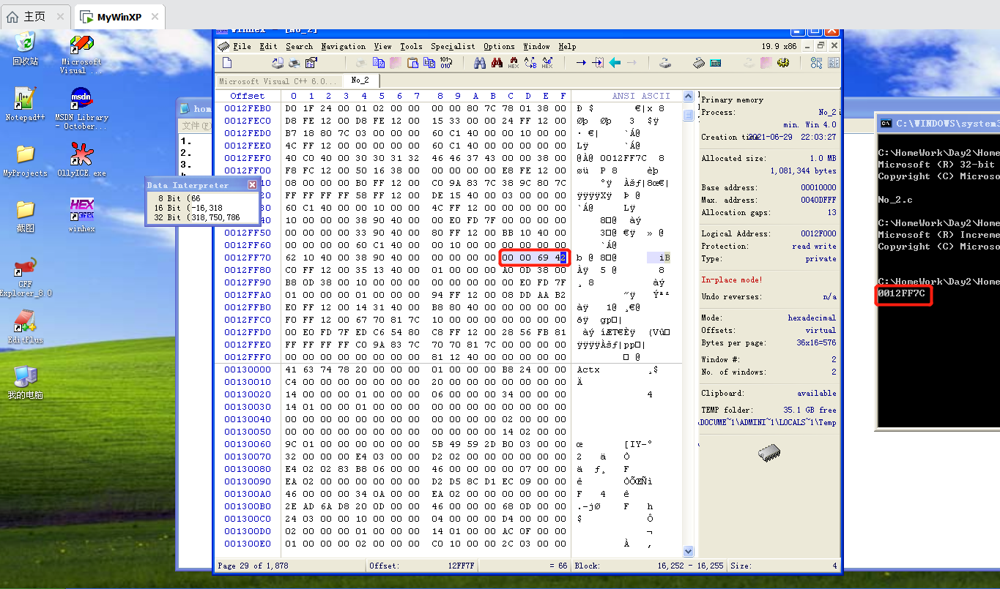 主页
MyWinXP
回收站
Microsoft
Visual ...
Notepad++
MSDN Library
- October...
MyProjects
OllyICE.exe
截图
winhex
CFF
Explorer_8.0
EditPlus
我的电脑
文件(F)
1.
2.
3.
Data Interpreter
8 Bit (66
16 Bit (-16,318
32 Bit (318,750,786
WinHex - [No_2]
File Edit Search Navigation View Tools Specialist Options Window Help
19.9 x86
Microsoft Visual C++ 6.0...
No_2
Offset 0 1 2 3 4 5 6 7 8 9 A B C D E F ANSI ASCII
0012FEB0 D0 1F 24 00 01 02 00 00 00 00 80 7C 78 01 38 00
0012FEC0 D8 FE 12 00 D8 FE 12 00 15 33 00 00 24 FF 12 00
0012FED0 B7 18 80 7C 03 00 00 00 60 C1 40 00 00 10 00 00
0012FEE0 4C FF 12 00 00 00 00 00 60 C1 40 00 00 00 00 00
0012FEF0 40 C0 40 00 30 30 31 32 46 46 37 43 00 00 38 00 @À@ 0012FF7C 8
F8 FC 12 00 50 16 38 00 00 00 00 00 E8 FE 12 00
08 00 00 00 B0 FF 12 00 C0 9A 83 7C 38 9C 80 7C
FF FF FF FF 58 FF 12 00 DE 15 40 00 03 00 00 00
60 C1 40 00 00 10 00 00 4C FF 12 00 00 00 00 00
10 00 00 00 38 90 40 00 00 E0 FD 7F 00 00 00 00
0012FF50 00 00 00 00 33 90 40 00 80 FF 12 00 BB 10 40 00
0012FF60 00 00 00 00 60 C1 40 00 00 10 00 00 00 00 00 00
0012FF70 62 10 40 00 38 90 40 00 00 00 00 00 00 00 69 42 iB
C0 FF 12 00 35 13 40 00 01 00 00 00 A0 0D 38 00
0012FF90 B8 0D 38 00 10 00 00 00 00 00 00 00 00 E0 FD 7F
0012FFA0 01 00 00 00 01 00 00 00 94 FF 12 00 08 DD AA B2
0012FFB0 E0 FF 12 00 14 31 40 00 B8 80 40 00 00 00 00 00
0012FFC0 F0 FF 12 00 67 70 81 7C 10 00 00 00 00 00 00 00
0012FFD0 00 E0 FD 7F ED C6 54 80 C8 FF 12 00 28 56 FB 81
0012FFE0 FF FF FF FF C0 9A 83 7C 70 70 81 7C 00 00 00 00
0012FFF0 00 00 00 00 00 00 00 00 81 12 40 00 00 00 00 00
00130000 41 63 74 78 20 00 00 00 01 00 00 00 B8 24 00 00 Actx ¸$
00130010 C4 00 00 00 00 00 00 00 20 00 00 00 00 00 00 00 Ä
00130020 14 00 00 00 01 00 00 00 06 00 00 00 34 00 00 00 4
00130030 14 01 00 00 01 00 00 00 00 00 00 00 00 00 00 00
00130040 00 00 00 00 00 00 00 00 00 00 00 00 02 00 00 00
00130050 00 00 00 00 00 00 00 00 00 00 00 00 14 02 00 00
00130060 9C 01 00 00 00 00 00 00 5B 49 59 2D B0 03 00 00 œ [IY-°
00130070 32 00 00 00 E4 03 00 00 D2 02 00 00 00 00 00 00 2 ä Ò
00130080 E4 02 02 83 B8 06 00 00 46 00 00 00 00 07 00 00 ä ƒ¸ F
00130090 EA 02 00 00 00 00 00 00 D2 D5 8C D1 EC 09 00 00 ê ÒÕŒÑì
001300A0 46 00 00 00 34 0A 00 00 EA 02 00 00 00 00 00 00 F 4 ê
001300B0 2E AD 6A D8 20 0D 00 00 46 00 00 00 68 0D 00 00 .-jØ F h
001300C0 24 03 00 00 10 00 00 00 04 00 00 00 D4 00 00 00 $ Ô
001300D0 02 00 00 00 01 00 00 00 14 01 00 00 AC 0F 00 00 ¬
001300E0 01 00 00 00 02 00 00 00 C0 10 00 00 2C 03 00 00 À ,
Page 29 of 1,878 Offset: 12FF7F = 66 Block: 16,252 - 16,255 Size: 4
Primary memory
Process: No_2
min. Win 4.0
2021-06-29 22:03:27
Allocated size: 1.0 MB
1,081,344 bytes
Base address: 00010000
Max. address: 0040DFFF
Allocation gaps: 13
Logical Address: 0012F000
Protection: read write
Type: private
In-place mode!
Undo reverses: n/a
Mode: hexadecimal
Offsets: virtual
Bytes per page: 36x16=576
Window #: 2
No. of windows: 2
Clipboard: available
TEMP folder: 35.1 GB free
\DOCUME~1\ADMINI~1\LOCALS~1\Temp
C:\WINDOWS\system3
C:\HomeWork\Day2\Home
Microsoft (R) 32-bit
Copyright (C) Microso
No_2.c
C:\HomeWork\Day2\Home
Microsoft (R) Increme
Copyright (C) Microso
C:\HomeWork\Day2\Home
0012FF7C